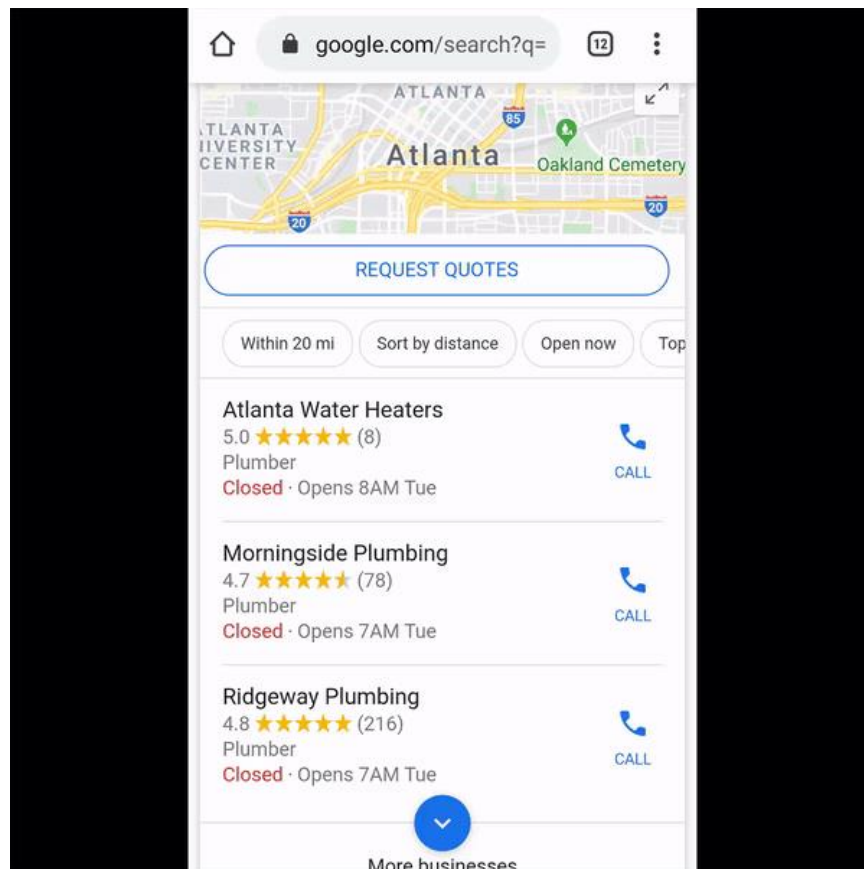 google.com/search?q=
12
ATLANTA
85
TLANTA
IVERSITY
CENTER
Atlanta
Oakland Cemetery
20
20
REQUEST QUOTES
Within 20 mi
Sort by distance
Open now
Top
Atlanta Water Heaters
5.0 ★★★★★ (8)
Plumber
Closed · Opens 8AM Tue
CALL
Morningside Plumbing
4.7 ★★★★★ (78)
Plumber
Closed · Opens 7AM Tue
CALL
Ridgeway Plumbing
4.8 ★★★★★ (216)
Plumber
Closed · Opens 7AM Tue
CALL
More businesses